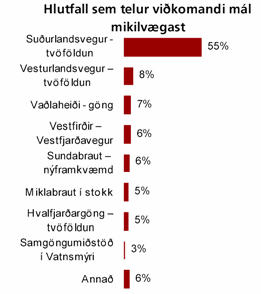 Hlutfall sem telur viðkomandi mál
mikilvægast
Suðurlandsvegur -
tvöföldun
55%
Vesturlandsvegur –
tvöföldun
8%
Vaðlaheiði - göng
7%
Vestfirðir –
Vestfjarðavegur
6%
Sundabraut –
nýframkvæmd
6%
Miklabraut í stokk
5%
Hvalfjarðargöng –
tvöföldun
5%
Samgöngumiðstöð
í Vatnsmýri
3%
Annað
6%